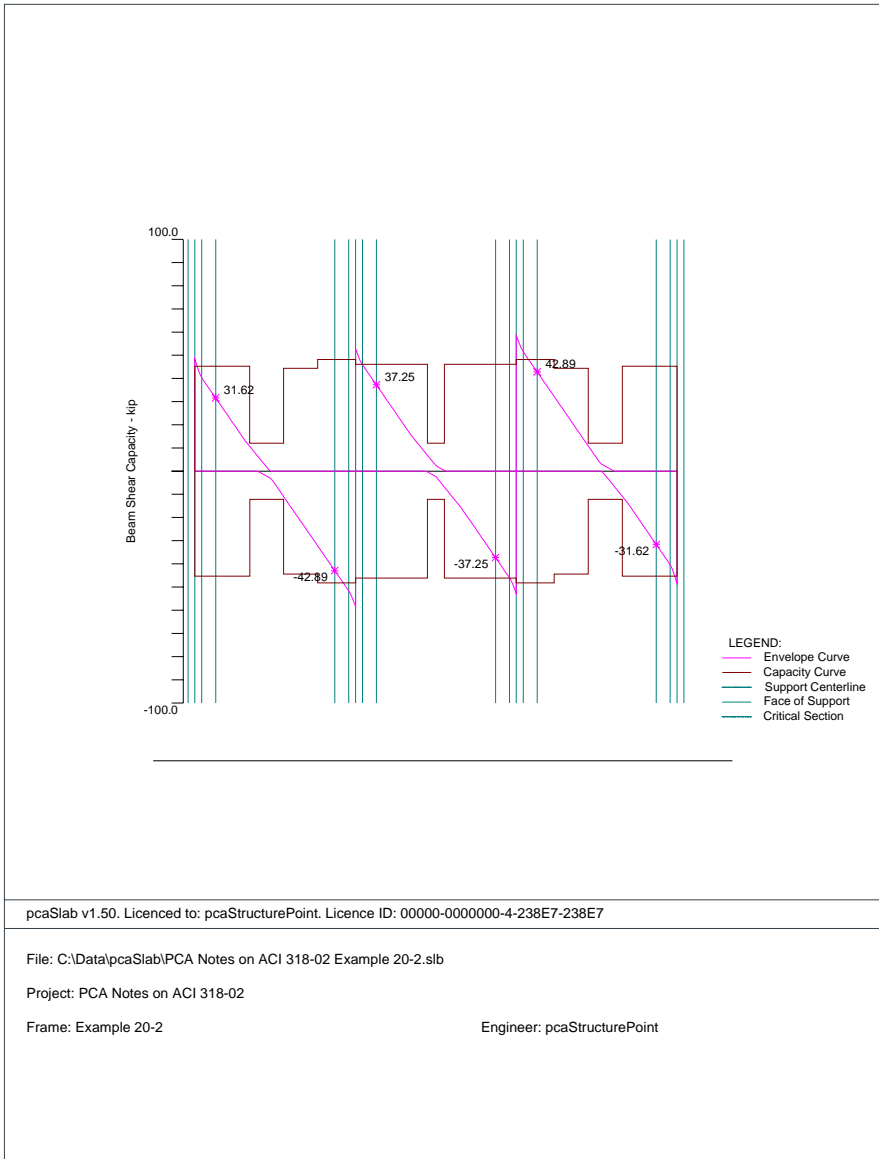 100.0
Beam Shear Capacity - kip
31.62
37.25
42.89
-42.89
-37.25
-31.62
-100.0
LEGEND:
Envelope Curve
Capacity Curve
Support Centerline
Face of Support
Critical Section
pcaSlab v1.50. Licenced to: pcaStructurePoint. Licence ID: 00000-0000000-4-238E7-238E7
File: C:\Data\pcaSlab\PCA Notes on ACI 318-02 Example 20-2.slb
Project: PCA Notes on ACI 318-02
Frame: Example 20-2 Engineer: pcaStructurePoint